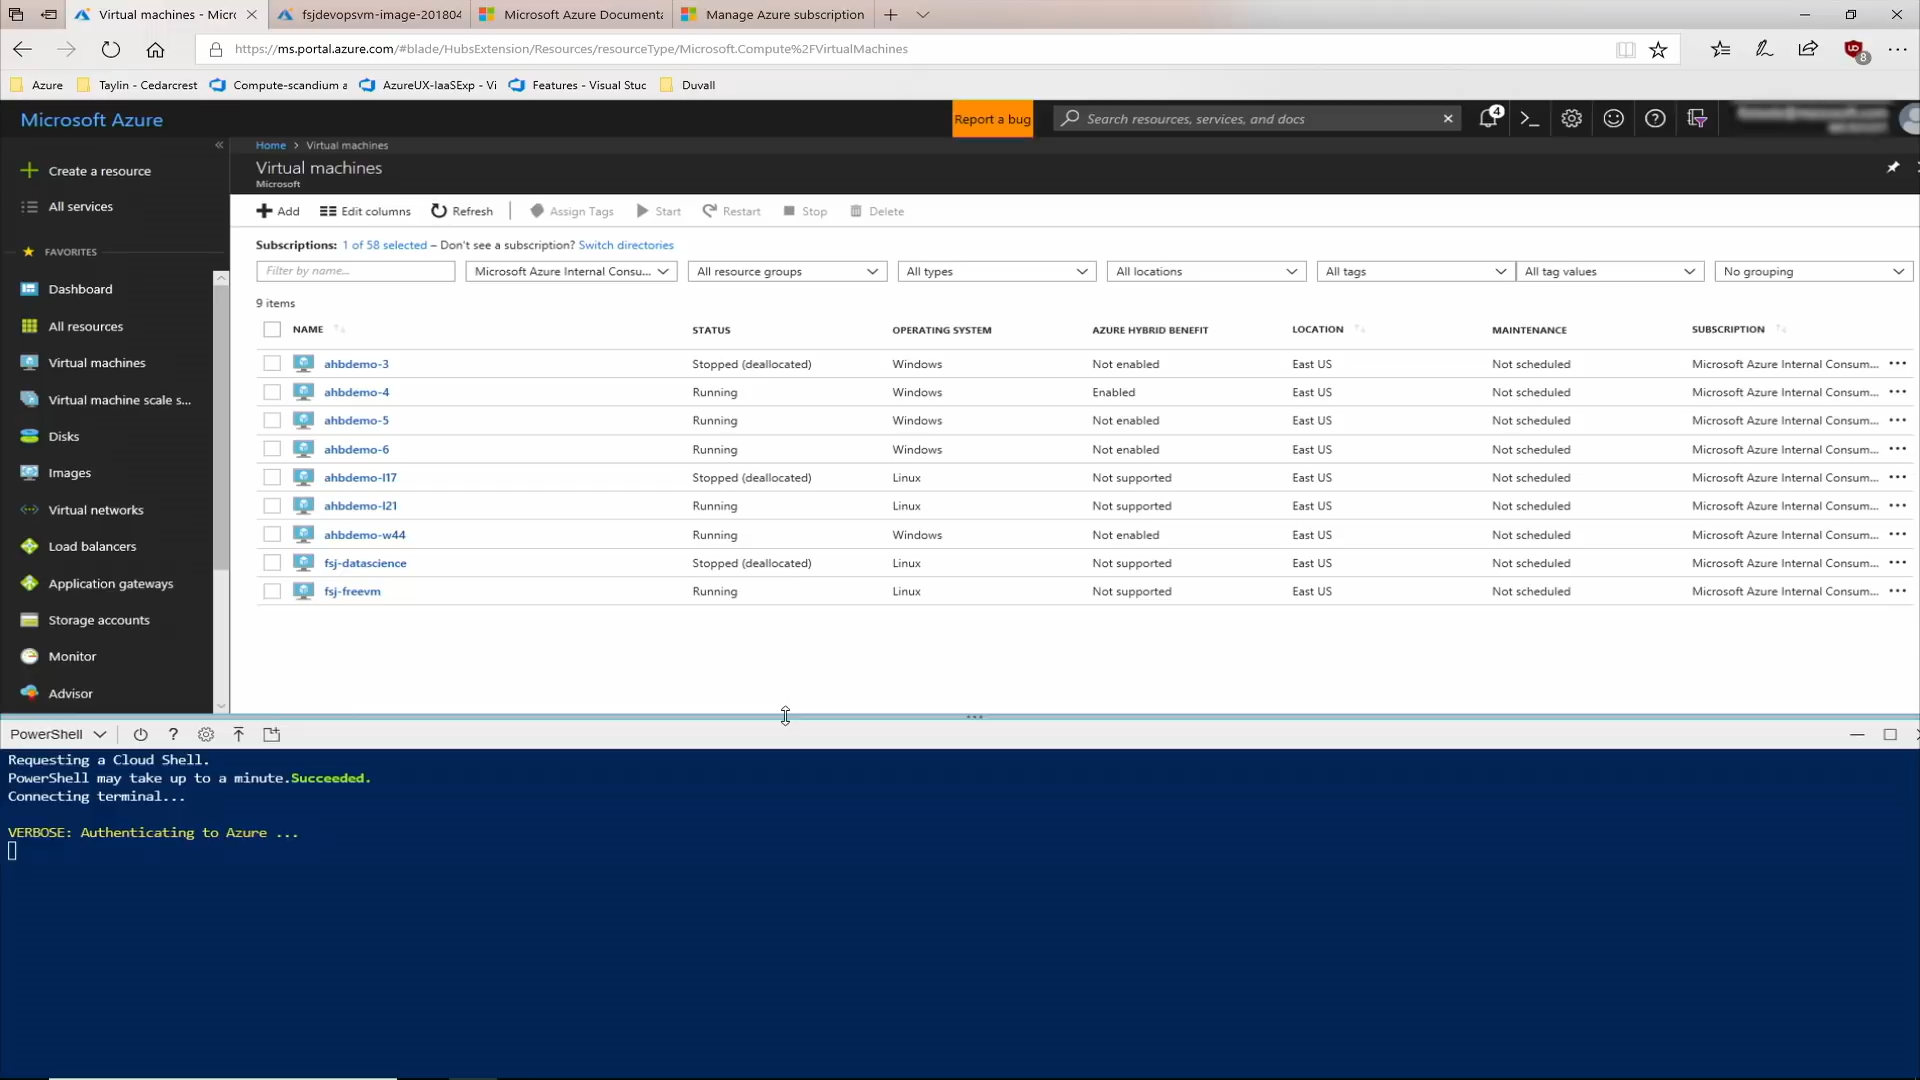 Virtual machines - Micro
fsjdevopsvm-image-201804
Microsoft Azure Documenta
Manage Azure subscription
https://ms.portal.azure.com/#blade/HubsExtension/Resources/resourceType/Microsoft.Compute%2FVirtualMachines
8
Azure
Taylin - Cedarcrest
Compute-scandium a
AzureUX-IaaSExp - Vi
Features - Visual Stuc
Duvall
Microsoft Azure
Report a bug
Search resources, services, and docs
4
Home > Virtual machines
Virtual machines
Microsoft
Create a resource
All services
FAVORITES
Dashboard
All resources
Virtual machines
Virtual machine scale s...
Disks
Images
Virtual networks
Load balancers
Application gateways
Storage accounts
Monitor
Advisor
Add Edit columns Refresh Assign Tags Start Restart Stop Delete
Subscriptions: 1 of 58 selected – Don't see a subscription? Switch directories
Filter by name... Microsoft Azure Internal Consu... All resource groups All types All locations All tags All tag values No grouping
9 items
NAME STATUS OPERATING SYSTEM AZURE HYBRID BENEFIT LOCATION MAINTENANCE SUBSCRIPTION
ahbdemo-3 Stopped (deallocated) Windows Not enabled East US Not scheduled Microsoft Azure Internal Consum...
ahbdemo-4 Running Windows Enabled East US Not scheduled Microsoft Azure Internal Consum...
ahbdemo-5 Running Windows Not enabled East US Not scheduled Microsoft Azure Internal Consum...
ahbdemo-6 Running Windows Not enabled East US Not scheduled Microsoft Azure Internal Consum...
ahbdemo-l17 Stopped (deallocated) Linux Not supported East US Not scheduled Microsoft Azure Internal Consum...
ahbdemo-l21 Running Linux Not supported East US Not scheduled Microsoft Azure Internal Consum...
ahbdemo-w44 Running Windows Not enabled East US Not scheduled Microsoft Azure Internal Consum...
fsj-datascience Stopped (deallocated) Linux Not supported East US Not scheduled Microsoft Azure Internal Consum...
fsj-freevm Running Linux Not supported East US Not scheduled Microsoft Azure Internal Consum...
PowerShell
Requesting a Cloud Shell.
PowerShell may take up to a minute.Succeeded.
Connecting terminal...
VERBOSE: Authenticating to Azure ...